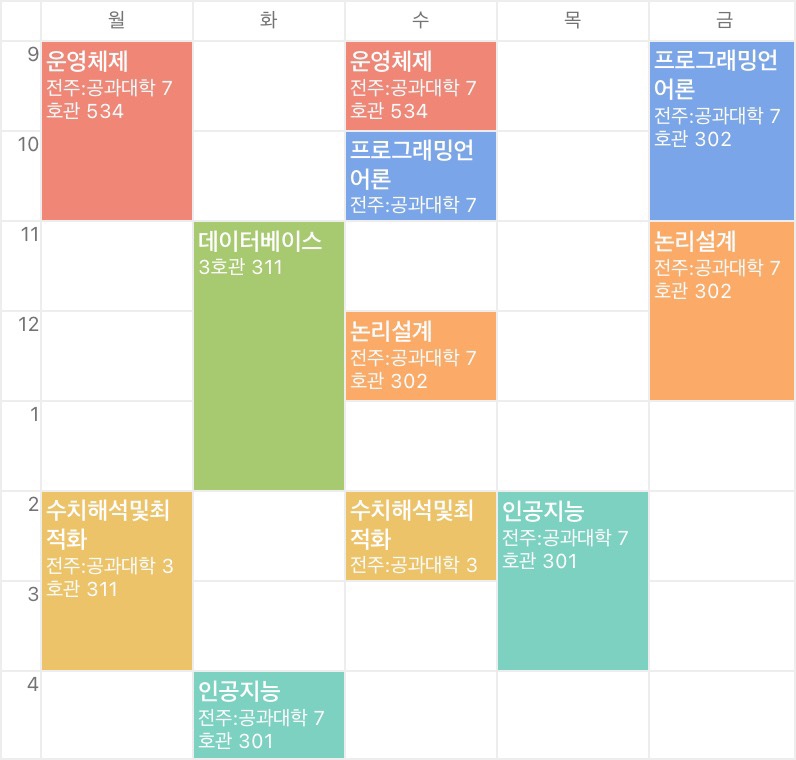 월 화 수 목 금
9
운영체제
전주:공과대학 7
호관 534
운영체제
전주:공과대학 7
호관 534
프로그래밍언
어론
전주:공과대학 7
호관 302
10
프로그래밍언
어론
전주:공과대학 7
11
데이터베이스
3호관 311
논리설계
전주:공과대학 7
호관 302
12
논리설계
전주:공과대학 7
호관 302
1
2
수치해석및최
적화
전주:공과대학 3
호관 311
수치해석및최
적화
전주:공과대학 3
인공지능
전주:공과대학 7
호관 301
3
4
인공지능
전주:공과대학 7
호관 301